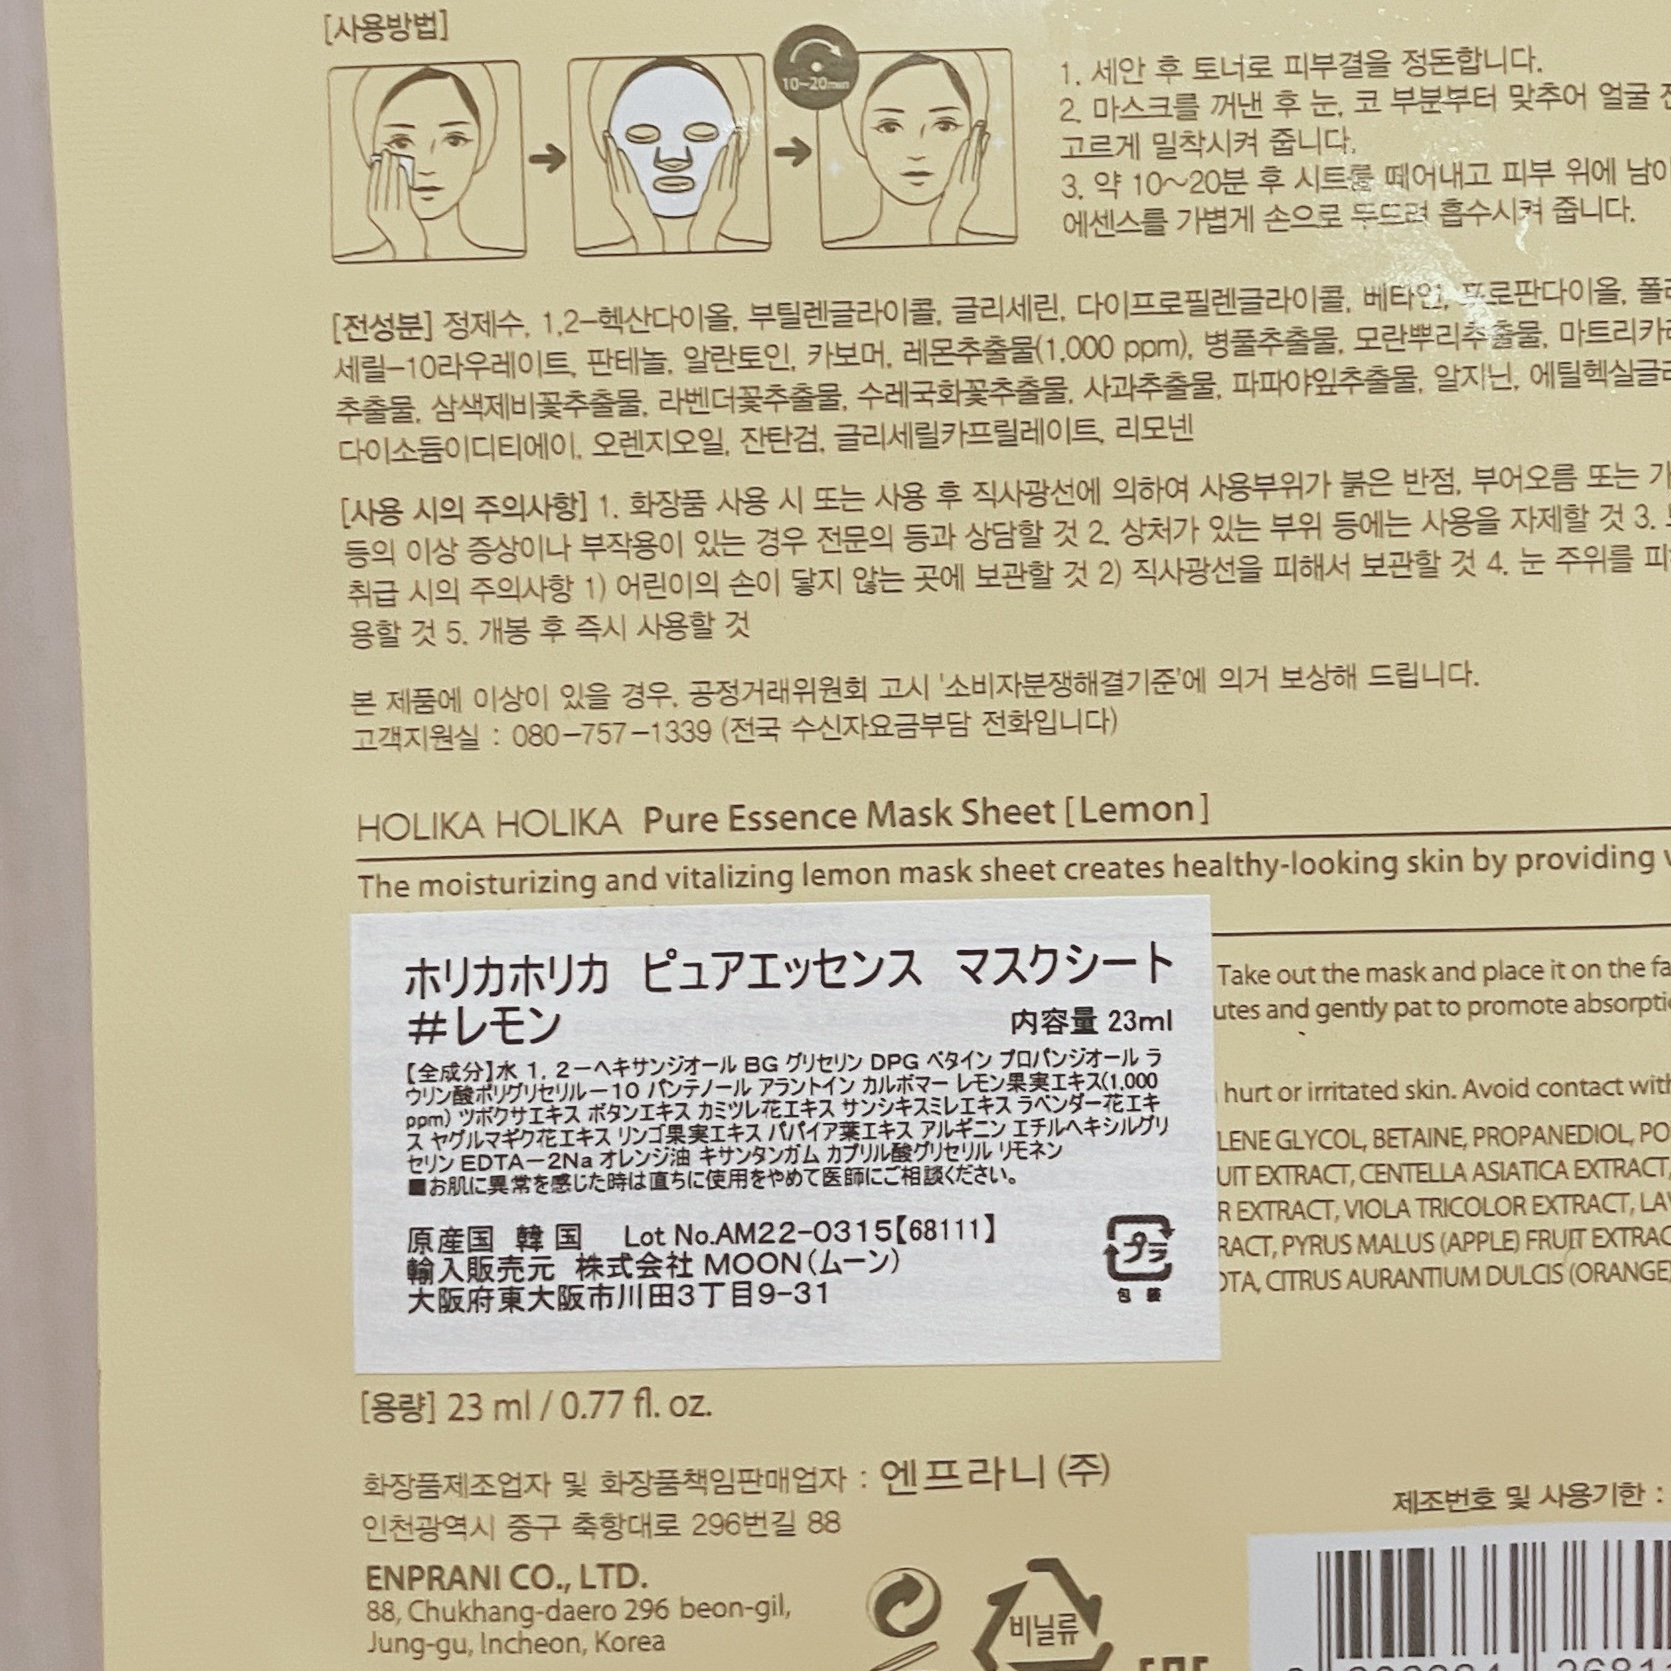 [사용방법]
10~20min
1. 세안 후 토너로 피부결을 정돈합니다.
2. 마스크를 꺼낸 후 눈, 코 부분부터 맞추어 얼굴
고르게 밀착시켜 줍니다.
3. 약 10~20분 후 시트를 떼어내고 피부 위에 남아
에센스를 가볍게 손으로 두드려 흡수시켜 줍니다.
[전성분] 정제수, 1,2-헥산다이올, 부틸렌글라이콜, 글리세린, 다이프로필렌글라이콜, 베타인, 프로판다이올,
세릴-10라우레이트, 판테놀, 알란토인, 카보머, 레몬추출물(1,000 ppm), 병풀추출물, 모란뿌리추출물, 마트리카
추출물, 삼색제비꽃추출물, 라벤더꽃추출물, 수레국화꽃추출물, 사과추출물, 파파야잎추출물, 알지닌, 에틸헥실글
다이소듐이디티에이, 오렌지오일, 잔탄검, 글리세릴카프릴레이트, 리모넨
[사용 시의 주의사항] 1. 화장품 사용 시 또는 사용 후 직사광선에 의하여 사용부위가 붉은 반점, 부어오름 또는 가
등의 이상 증상이나 부작용이 있는 경우 전문의 등과 상담할 것 2. 상처가 있는 부위 등에는 사용을 자제할 것 3.
취급 시의 주의사항 1) 어린이의 손이 닿지 않는 곳에 보관할 것 2) 직사광선을 피해서 보관할 것 4. 눈 주위를 피
용할 것 5. 개봉 후 즉시 사용할 것
본 제품에 이상이 있을 경우, 공정거래위원회 고시 '소비자분쟁해결기준'에 의거 보상해 드립니다.
고객지원실 : 080-757-1339 (전국 수신자요금부담 전화입니다)
HOLIKA HOLIKA Pure Essence Mask Sheet [Lemon]
The moisturizing and vitalizing lemon mask sheet creates healthy-looking skin by providing
ホリカホリカ ピュアエッセンス マスクシート
#レモン 内容量 23ml
【全成分】水 1, 2-ヘキサンジオール BG グリセリン DPG ベタイン プロパンジオール ラ
ウリン酸ポリグリセリル-10 パンテノール アラントイン カルボマー レモン果実エキス(1,000
ppm) ツボクサエキス ボタンエキス カミツレ花エキス サンシキスミレエキス ラベンダー花エキ
ス ヤグルマギク花エキス リンゴ果実エキス パパイア葉エキス アルギニン エチルヘキシルグリ
セリン EDTA-2Na オレンジ油 キサンタンガム カプリル酸グリセリル リモネン
■お肌に異常を感じた時は直ちに使用をやめて医師にご相談ください。
原産国 韓国 Lot No.AM22-0315【68111】
輸入販売元 株式会社 MOON(ムーン)
大阪府東大阪市川田3丁目9-31
プラ
包装
Take out the mask and place it on the fa
utes and gently pat to promote absorpti
hurt or irritated skin. Avoid contact with
LENE GLYCOL, BETAINE, PROPANEDIOL, PO
UIT EXTRACT, CENTELLA ASIATICA EXTRACT,
R EXTRACT, VIOLA TRICOLOR EXTRACT, LAV
RACT, PYRUS MALUS (APPLE) FRUIT EXTRAC
DTA, CITRUS AURANTIUM DULCIS (ORANGE)
[용량] 23 ml / 0.77 fl. oz.
화장품제조업자 및 화장품책임판매업자 : 엔프라니 (주)
인천광역시 중구 축항대로 296번길 88
ENPRANI CO., LTD.
88, Chukhang-daero 296 beon-gil,
Jung-gu, Incheon, Korea
비닐류
제조번호 및 사용기한 :